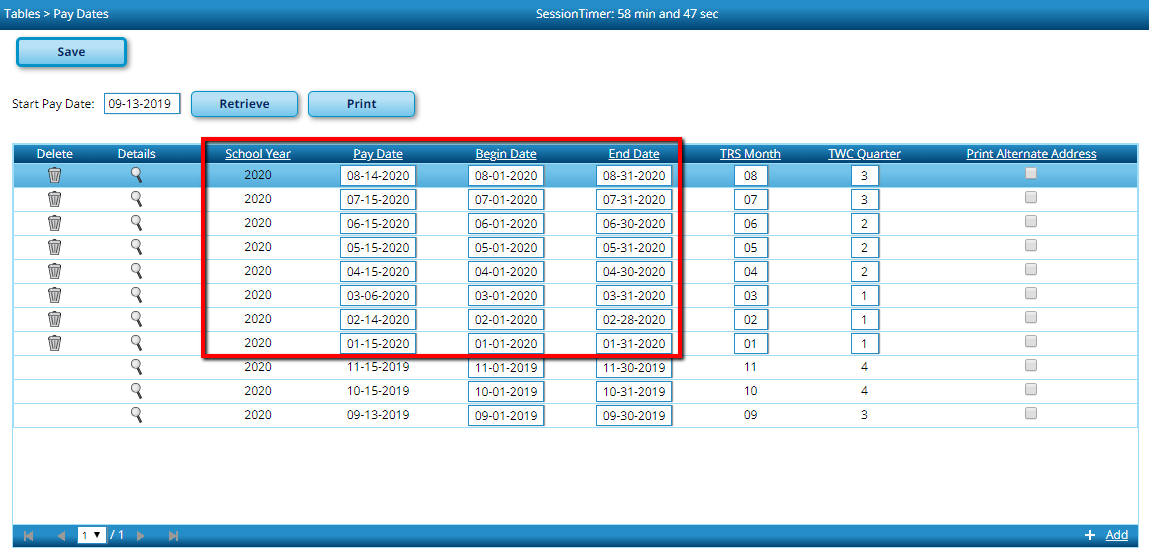 Tables > Pay Dates SessionTimer: 58 min and 47 sec
Save
Start Pay Date: 09-13-2019 Retrieve Print
Delete Details School Year Pay Date Begin Date End Date TRS Month TWC Quarter Print Alternate Address
2020 08-14-2020 08-01-2020 08-31-2020 08 3
2020 07-15-2020 07-01-2020 07-31-2020 07 3
2020 06-15-2020 06-01-2020 06-30-2020 06 2
2020 05-15-2020 05-01-2020 05-31-2020 05 2
2020 04-15-2020 04-01-2020 04-30-2020 04 2
2020 03-06-2020 03-01-2020 03-31-2020 03 1
2020 02-14-2020 02-01-2020 02-28-2020 02 1
2020 01-15-2020 01-01-2020 01-31-2020 01 1
2020 11-15-2019 11-01-2019 11-30-2019 11 4
2020 10-15-2019 10-01-2019 10-31-2019 10 4
2020 09-13-2019 09-01-2019 09-30-2019 09 3
1 / 1 + Add